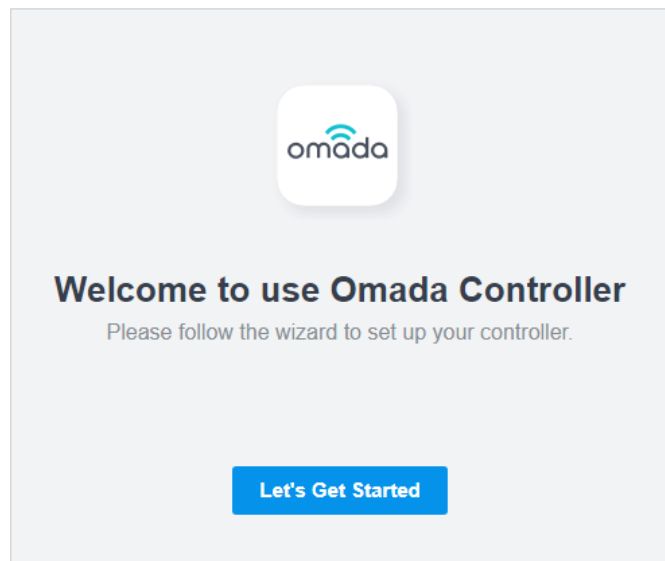 omada
Welcome to use Omada Controller
Please follow the wizard to set up your controller.
Let's Get Started